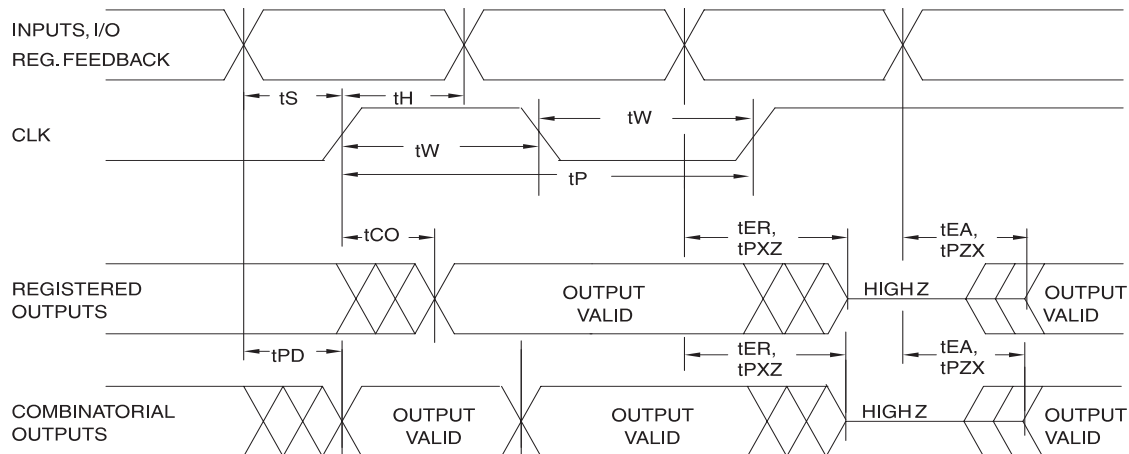 INPUTS, I/O
REG. FEEDBACK
tS
tH
tW
CLK
tW
tP
tCO
tER,
tPXZ
tEA,
tPZX
REGISTERED
OUTPUTS
OUTPUT
VALID
HIGH Z
OUTPUT
VALID
tPD
tER,
tPXZ
tEA,
tPZX
COMBINATORIAL
OUTPUTS
OUTPUT
VALID
OUTPUT
VALID
HIGH Z
OUTPUT
VALID